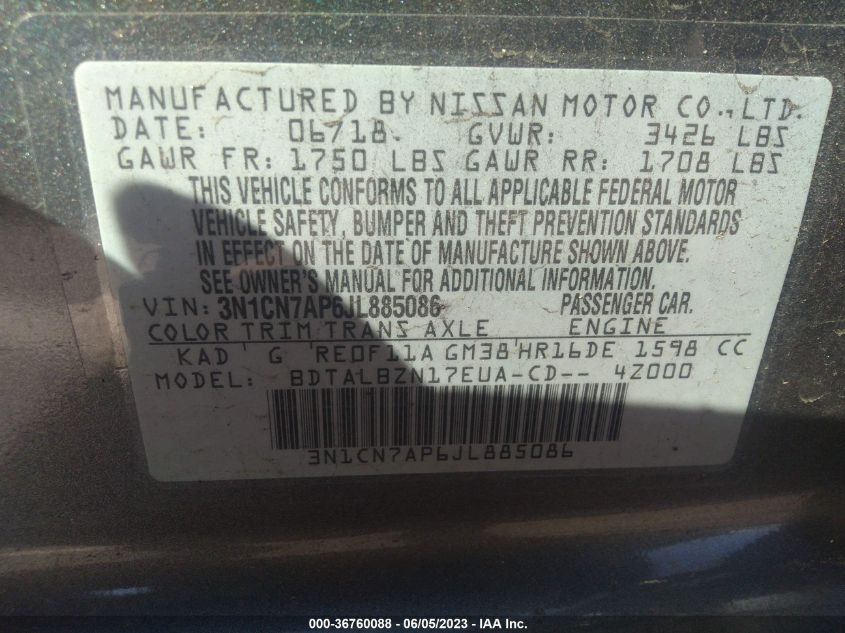 MANUFACTURED BY NISSAN MOTOR CO., LTD.
DATE: 06/18 GVWR: 3426 LBS
GAWR FR: 1750 LBS GAWR RR: 1708 LBS
THIS VEHICLE CONFORMS TO ALL APPLICABLE FEDERAL MOTOR
VEHICLE SAFETY, BUMPER AND THEFT PREVENTION STANDARDS
IN EFFECT ON THE DATE OF MANUFACTURE SHOWN ABOVE.
SEE OWNER'S MANUAL FOR ADDITIONAL INFORMATION.
VIN: 3N1CN7AP6JL885086 PASSENGER CAR.
COLOR TRIM TRANS AXLE ENGINE
KAD G RE0F11A GM38 HR16DE 1598 CC
MODEL: BDTALBZN17EUA-CD-- 4Z000
3N1CN7AP6JL885086
000-36760088 - 06/05/2023 - IAA Inc.